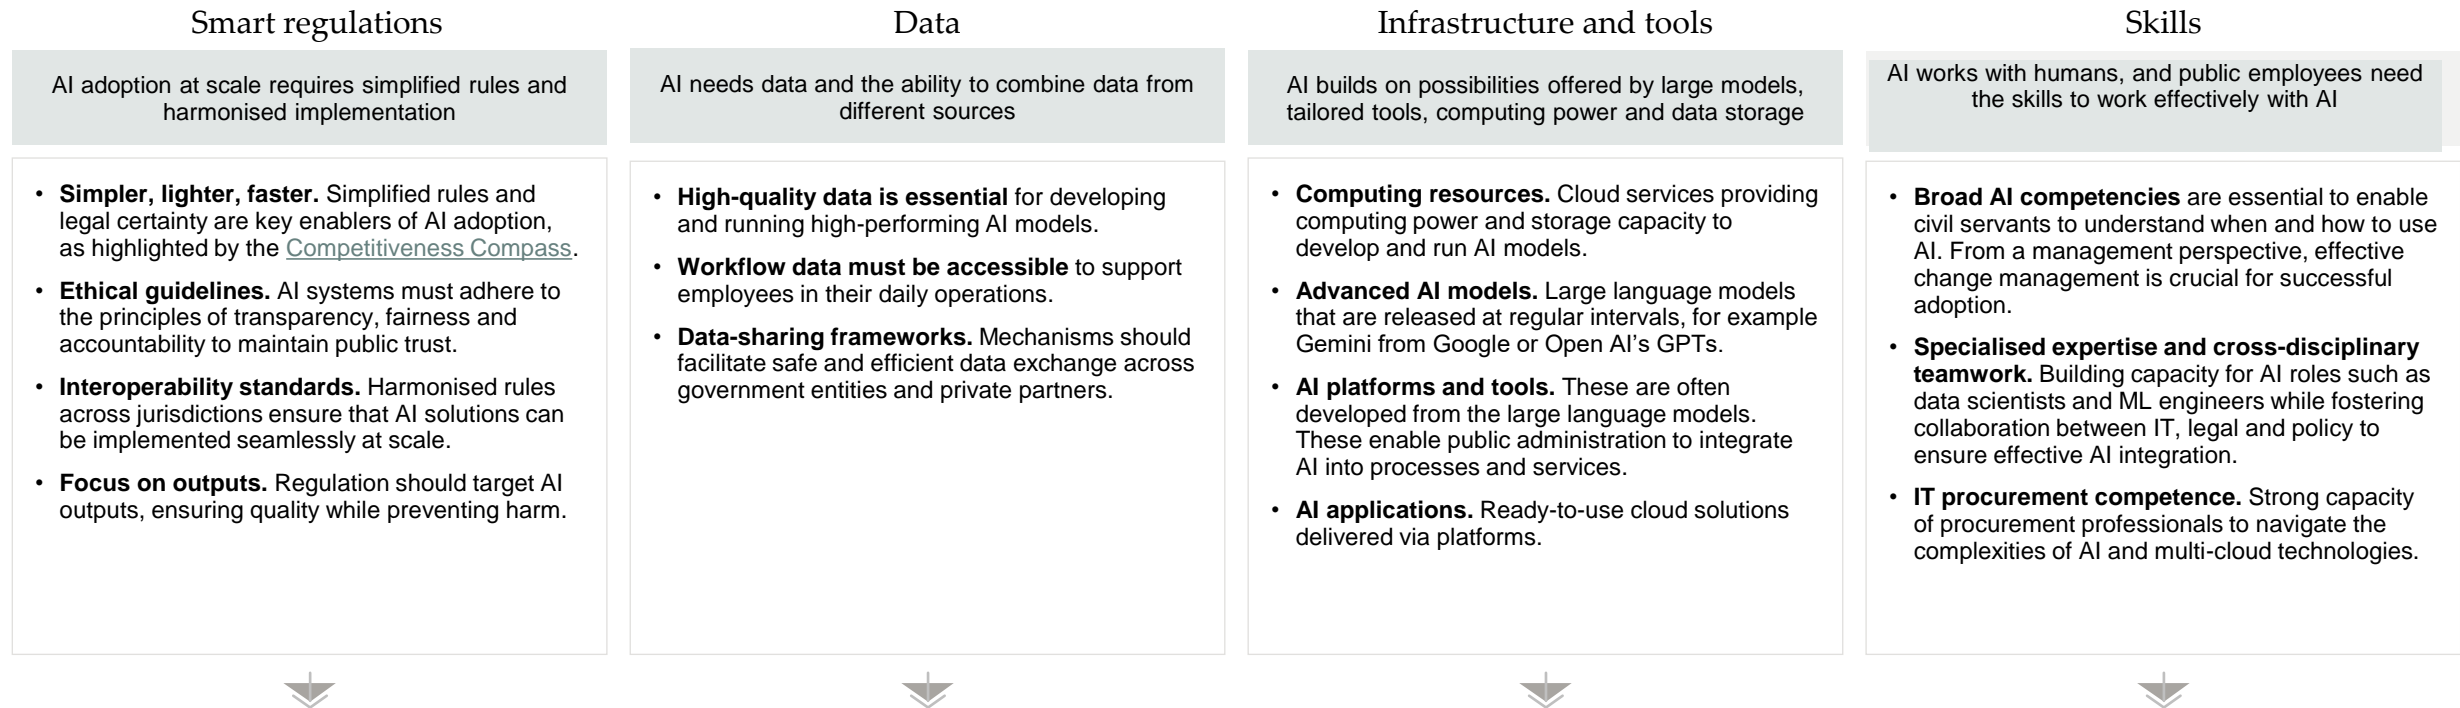 Smart regulations
AI adoption at scale requires simplified rules and
harmonised implementation
• Simpler, lighter, faster. Simplified rules and
legal certainty are key enablers of AI adoption,
as highlighted by the Competitiveness Compass.
• Ethical guidelines. AI systems must adhere to
the principles of transparency, fairness and
accountability to maintain public trust.
• Interoperability standards. Harmonised rules
across jurisdictions ensure that AI solutions can
be implemented seamlessly at scale.
• Focus on outputs. Regulation should target AI
outputs, ensuring quality while preventing harm.
Data
AI needs data and the ability to combine data from
different sources
• High-quality data is essential for developing
and running high-performing AI models.
• Workflow data must be accessible to support
employees in their daily operations.
• Data-sharing frameworks. Mechanisms should
facilitate safe and efficient data exchange across
government entities and private partners.
Infrastructure and tools
AI builds on possibilities offered by large models,
tailored tools, computing power and data storage
• Computing resources. Cloud services providing
computing power and storage capacity to
develop and run AI models.
• Advanced AI models. Large language models
that are released at regular intervals, for example
Gemini from Google or Open AI’s GPTs.
• AI platforms and tools. These are often
developed from the large language models.
These enable public administration to integrate
AI into processes and services.
• AI applications. Ready-to-use cloud solutions
delivered via platforms.
Skills
AI works with humans, and public employees need
the skills to work effectively with AI
• Broad AI competencies are essential to enable
civil servants to understand when and how to use
AI. From a management perspective, effective
change management is crucial for successful
adoption.
• Specialised expertise and cross-disciplinary
teamwork. Building capacity for AI roles such as
data scientists and ML engineers while fostering
collaboration between IT, legal and policy to
ensure effective AI integration.
• IT procurement competence. Strong capacity
of procurement professionals to navigate the
complexities of AI and multi-cloud technologies.